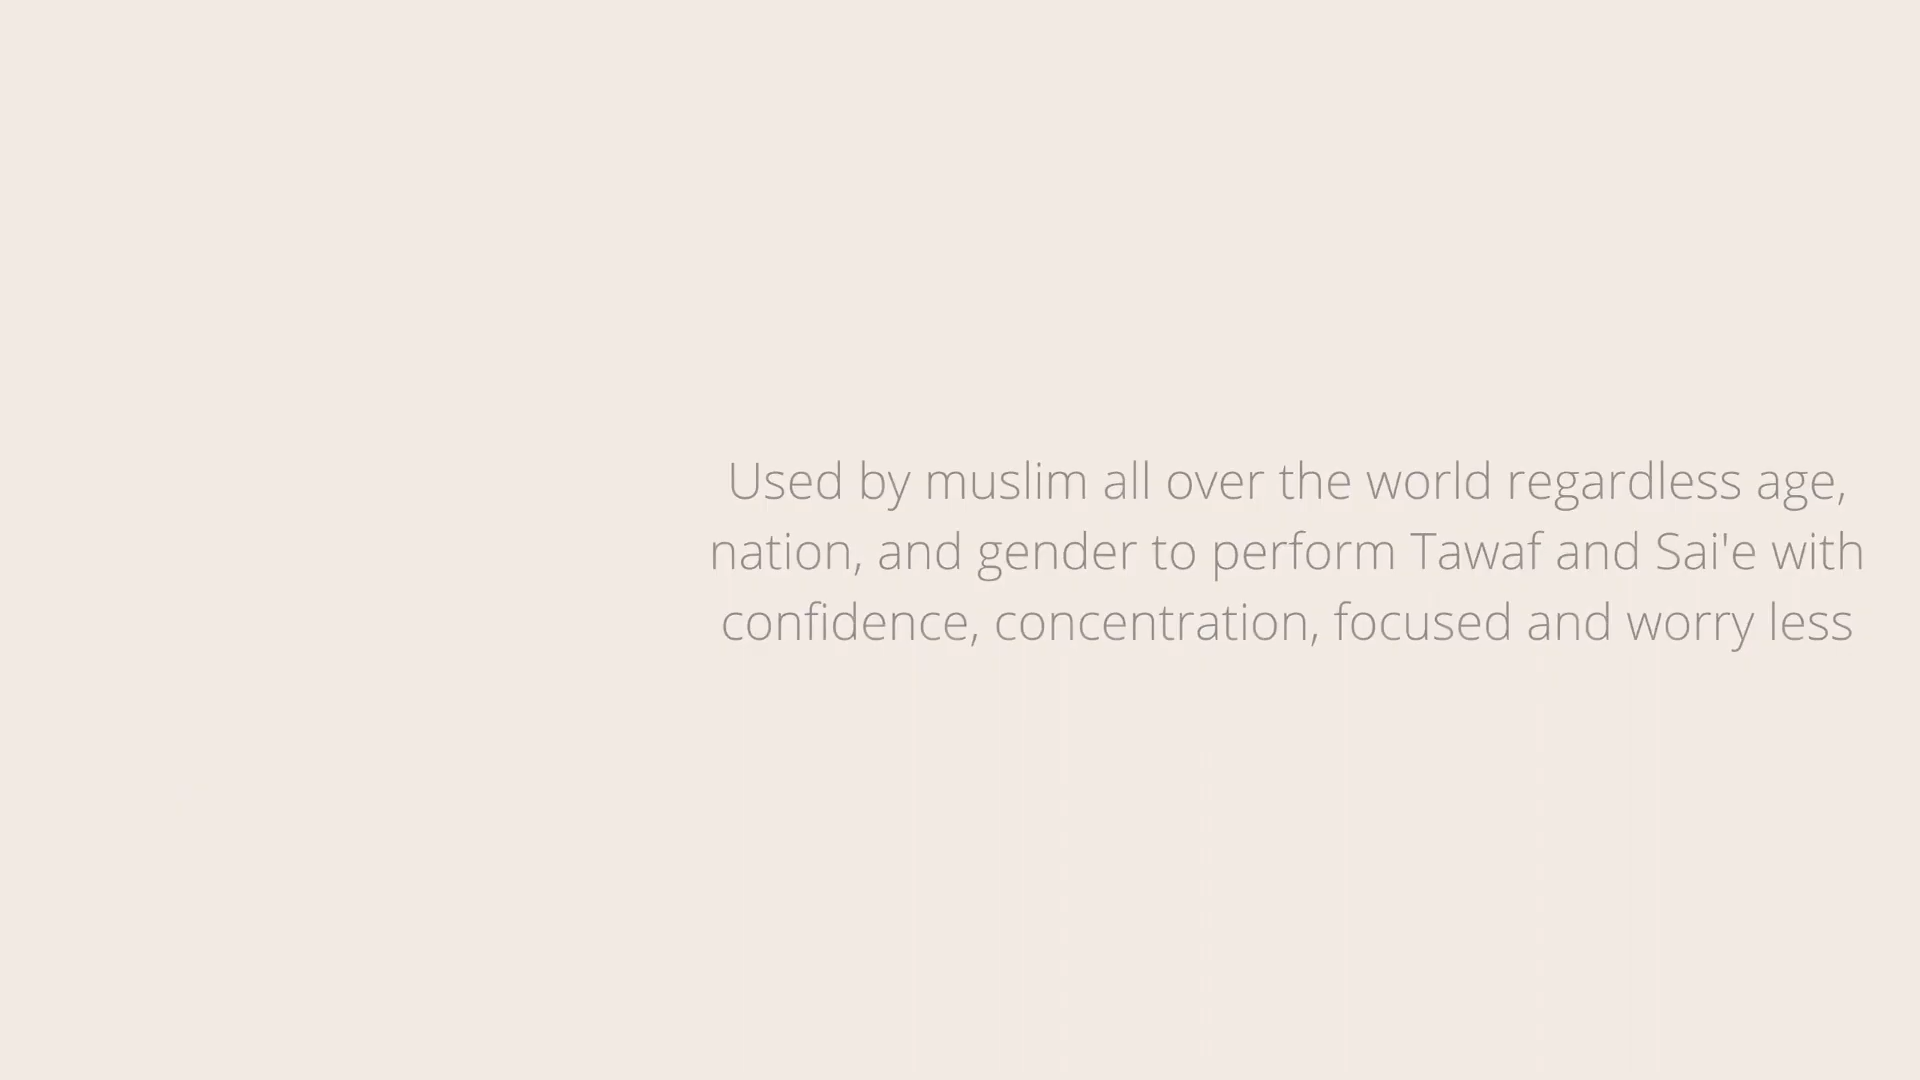 Used by muslim all over the world regardless age,
nation, and gender to perform Tawaf and Sai'e with
confidence, concentration, focused and worry less